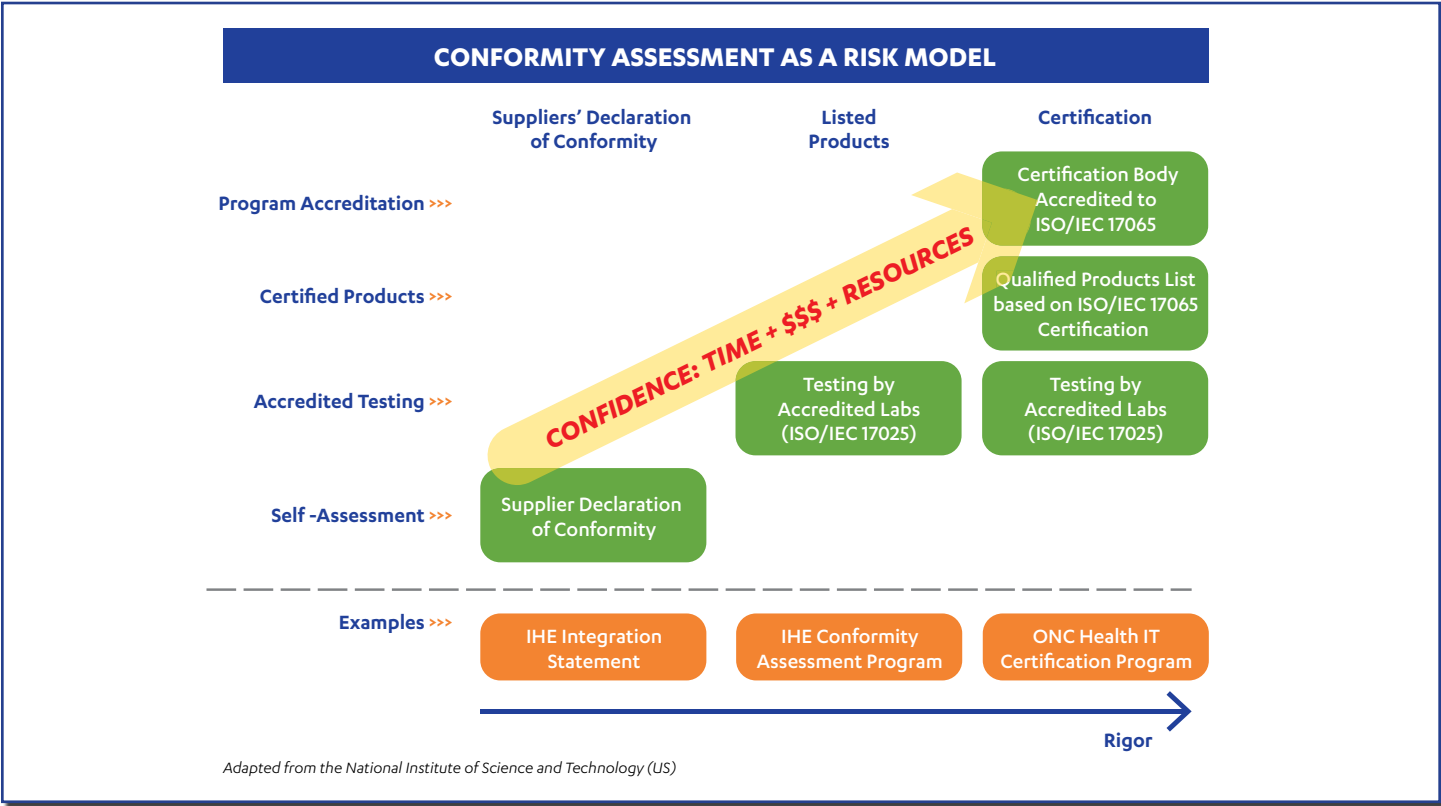 CONFORMITY ASSESSMENT AS A RISK MODEL
Suppliers' Declaration
of Conformity
Listed
Products
Certification
Program Accreditation >>>
Certification Body
Accredited to
ISO/IEC 17065
CONFIDENCE: TIME + $$$ + RESOURCES
Certified Products >>>
Qualified Products List
based on ISO/IEC 17065
Certification
Accredited Testing >>>
Testing by
Accredited Labs
(ISO/IEC 17025)
Testing by
Accredited Labs
(ISO/IEC 17025)
Self -Assessment >>>
Supplier Declaration
of Conformity
Examples >>>
IHE Integration
Statement
IHE Conformity
Assessment Program
ONC Health IT
Certification Program
Rigor
Adapted from the National Institute of Science and Technology (US)